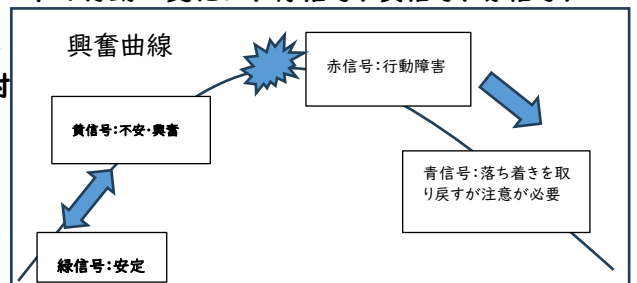 興奮曲線
赤信号：行動障害
黄信号：不安・興奮
青信号：落ち着きを取
り戻すが注意が必要
緑信号：安定